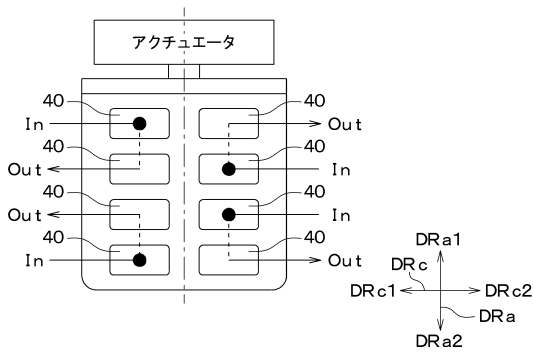 アクチュエータ
40 40
In Out
40 40
Out In
40 40
Out In
40 40
In Out
DRa1
DRc
DRc1 DRc2
DRa
DRa2